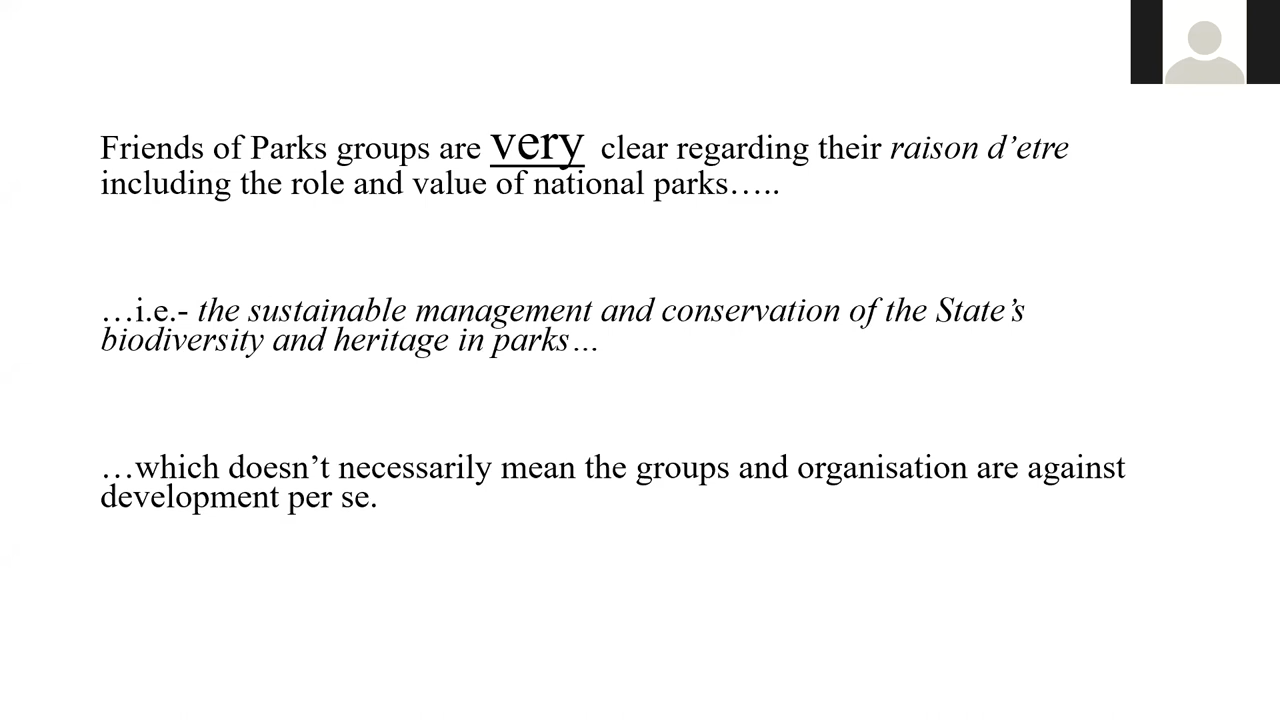 Friends of Parks groups are very clear regarding their raison d’etre
including the role and value of national parks…..
…i.e.- the sustainable management and conservation of the State’s
biodiversity and heritage in parks…
…which doesn’t necessarily mean the groups and organisation are against
development per se.